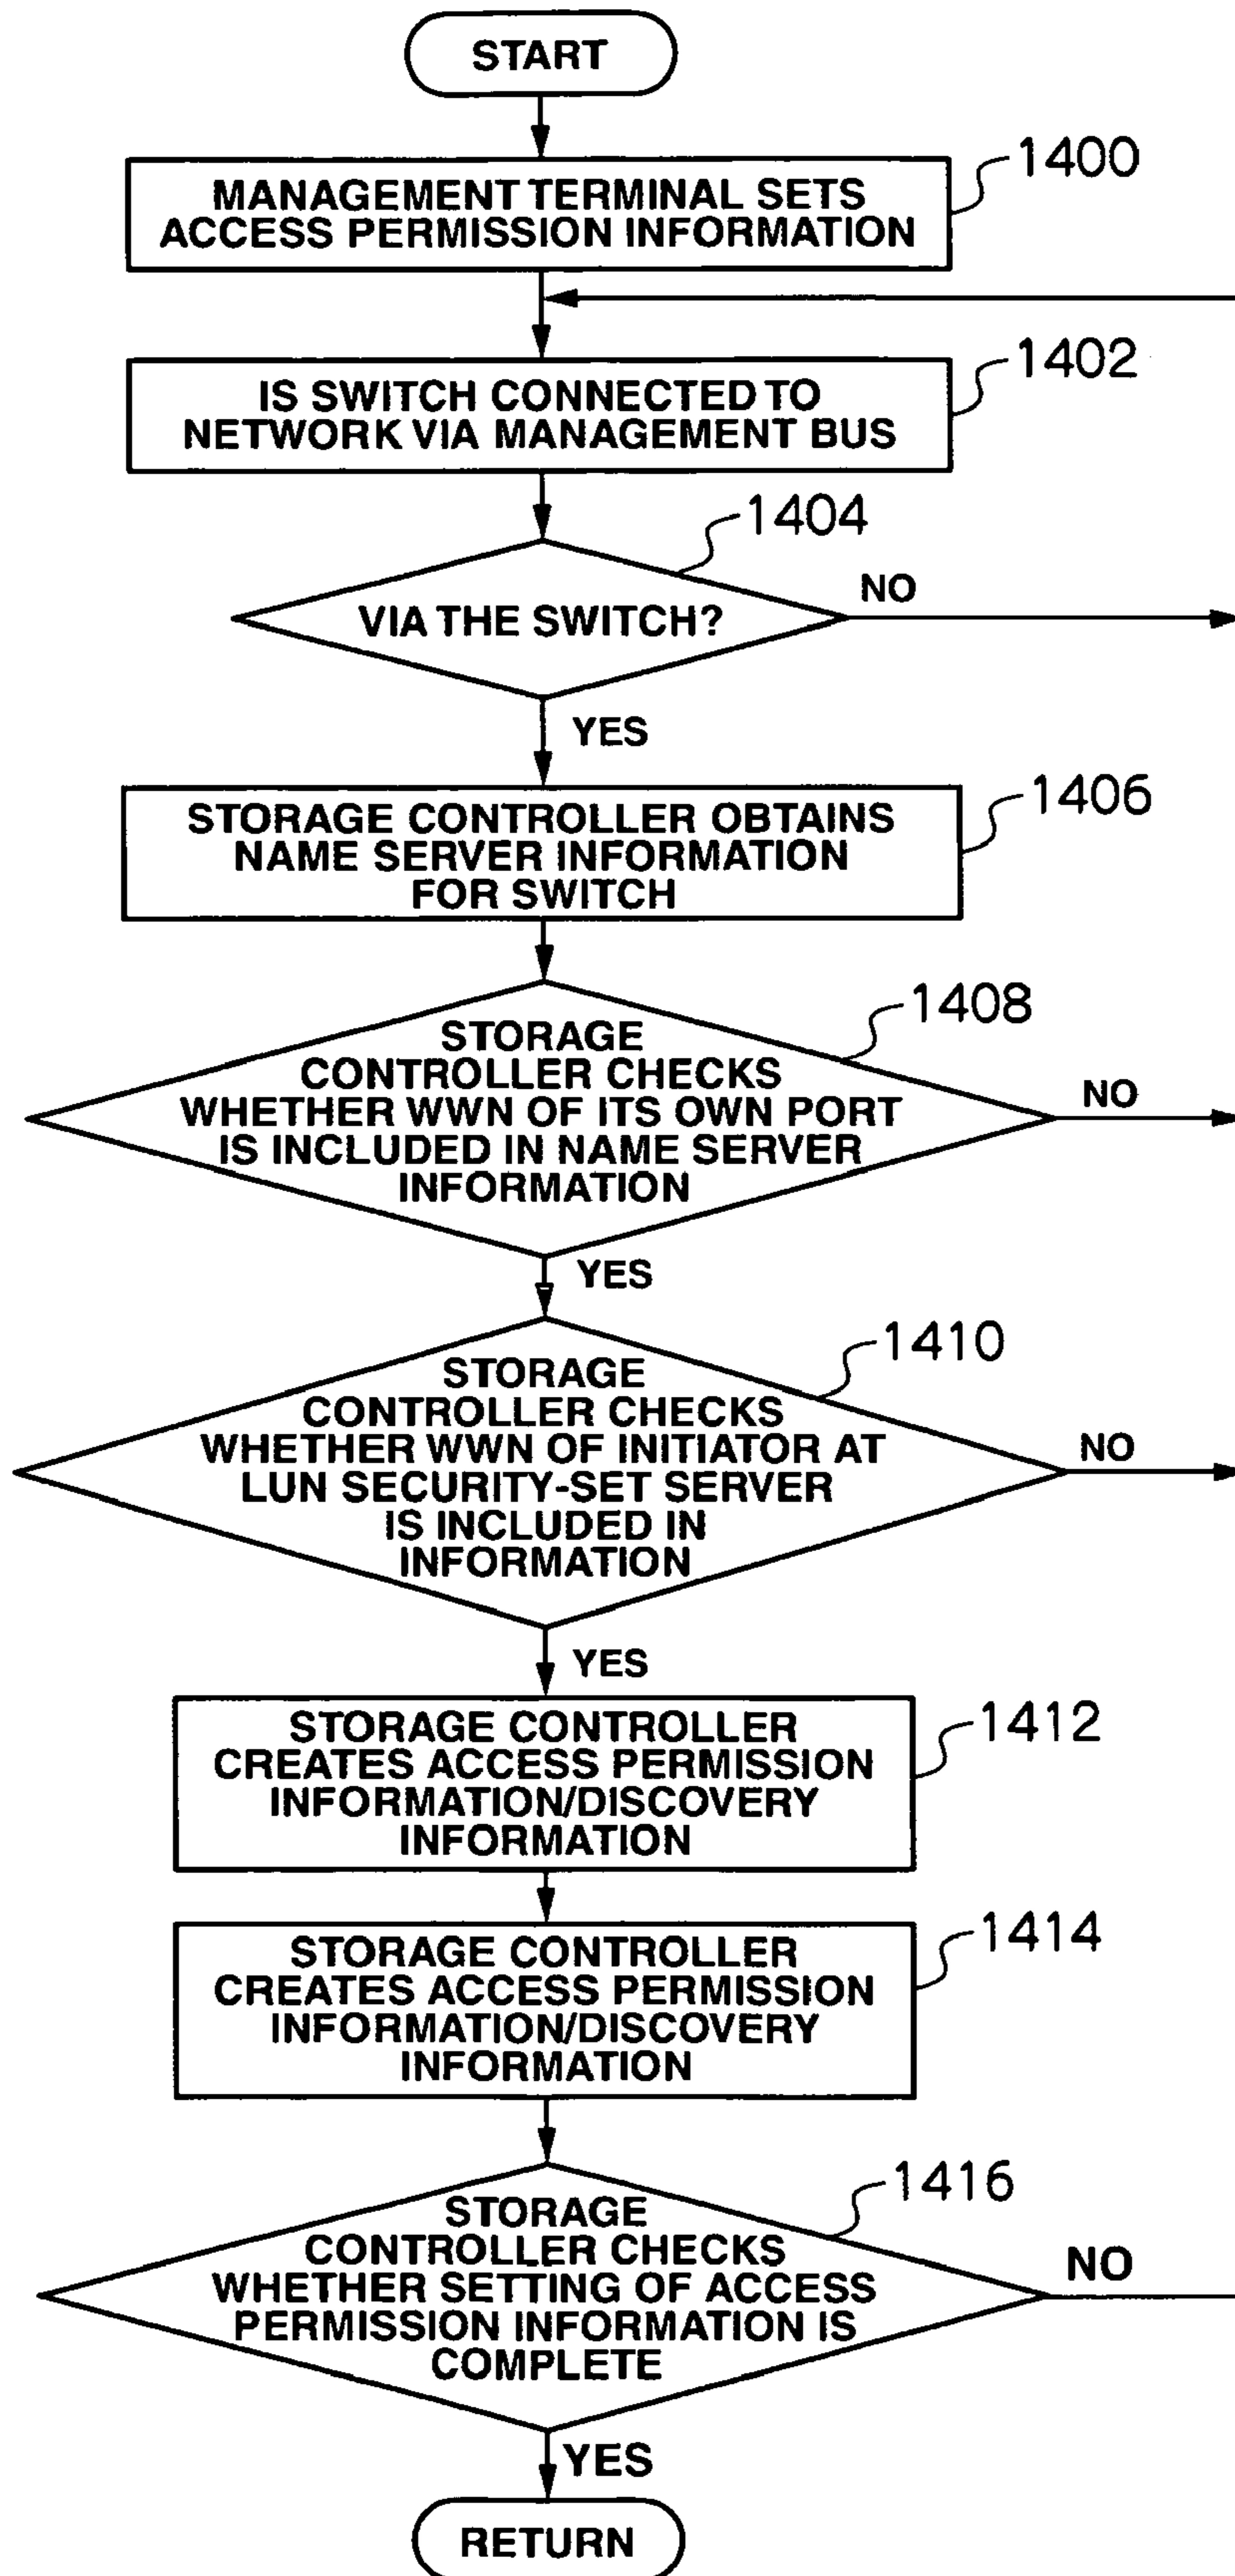 START
1400
MANAGEMENT TERMINAL SETS
ACCESS PERMISSION INFORMATION
1402
IS SWITCH CONNECTED TO
NETWORK VIA MANAGEMENT BUS
1404
VIA THE SWITCH?
NO
YES
1406
STORAGE CONTROLLER OBTAINS
NAME SERVER INFORMATION
FOR SWITCH
1408
STORAGE
CONTROLLER CHECKS
WHETHER WWN OF ITS OWN PORT
IS INCLUDED IN NAME SERVER
INFORMATION
NO
YES
1410
STORAGE
CONTROLLER CHECKS
WHETHER WWN OF INITIATOR AT
LUN SECURITY-SET SERVER
IS INCLUDED IN
INFORMATION
NO
YES
1412
STORAGE CONTROLLER
CREATES ACCESS PERMISSION
INFORMATION/DISCOVERY
INFORMATION
1414
STORAGE CONTROLLER
CREATES ACCESS PERMISSION
INFORMATION/DISCOVERY
INFORMATION
1416
STORAGE
CONTROLLER CHECKS
WHETHER SETTING OF ACCESS
PERMISSION INFORMATION IS
COMPLETE
NO
YES
RETURN